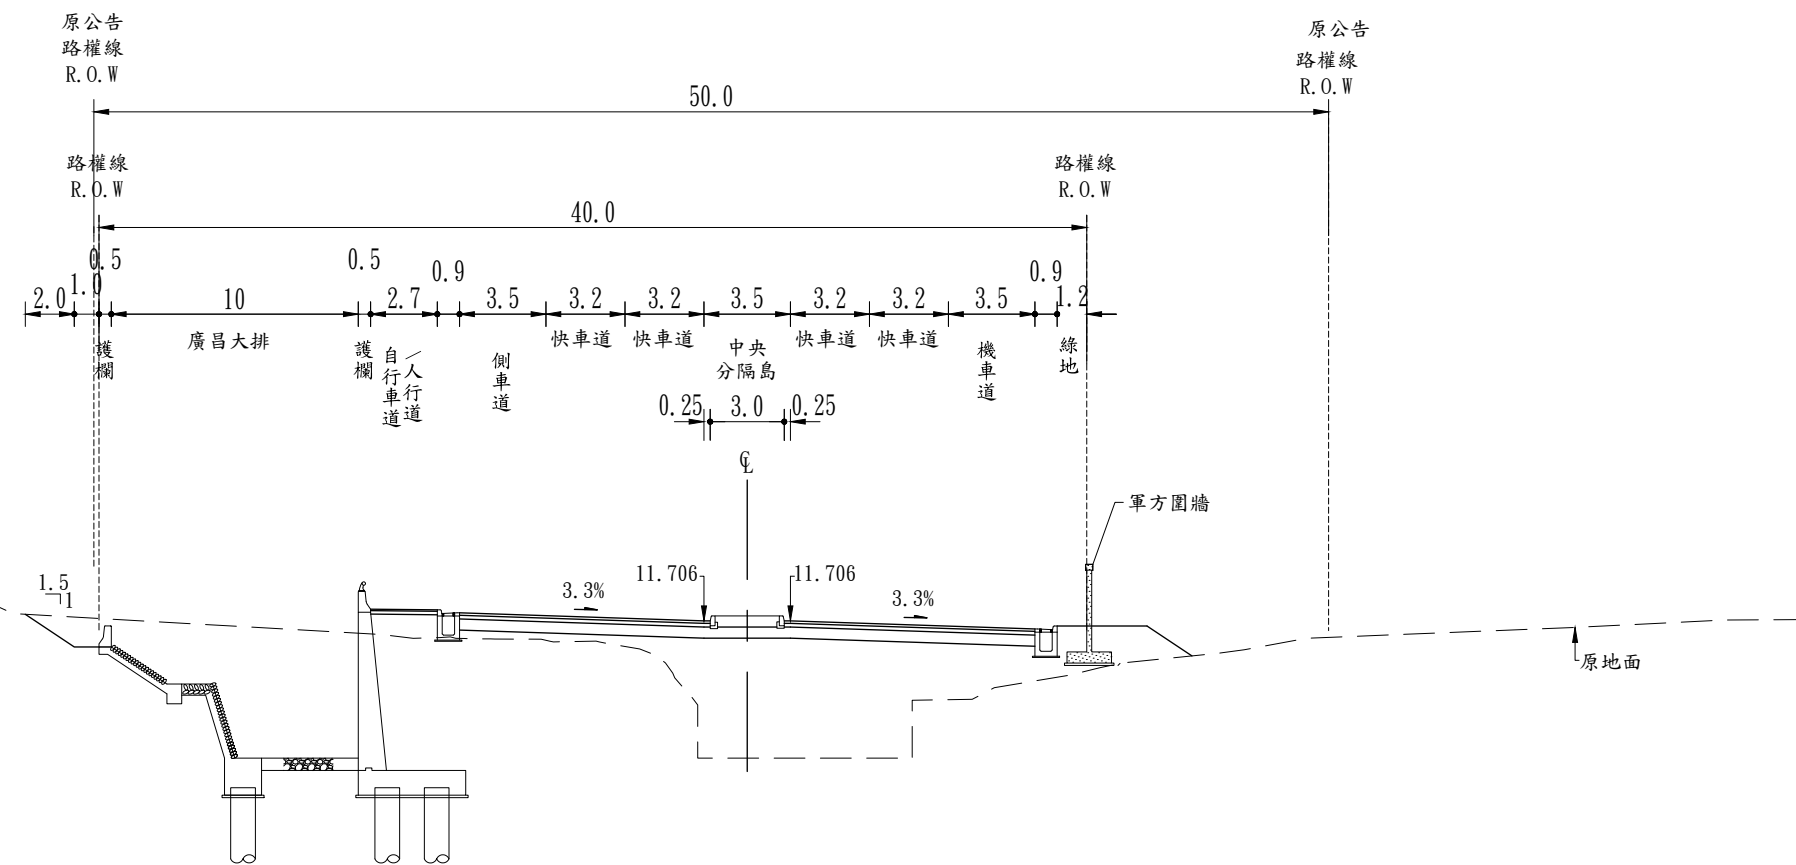 原公告
路權線
R.O.W
原公告
路權線
R.O.W
50.0
路權線
R.O.W
路權線
R.O.W
40.0
0.5
0.5
0.9
0.9
1.0
2.0
10
2.7
3.5
3.2
3.2
3.5
3.2
3.2
3.5
1.2
護欄
廣昌大排
護欄
自行車道
／人行道
側車道
快車道
快車道
中央
分隔島
快車道
快車道
機車道
綠地
0.25
3.0
0.25
℄
軍方圍牆
1.5
1
3.3%
11.706
11.706
3.3%
原地面